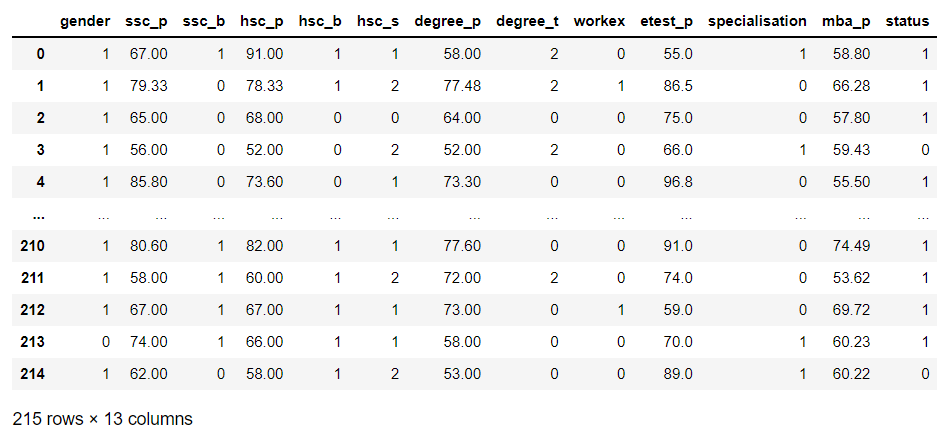 gender ssc_p ssc_b hsc_p hsc_b hsc_s degree_p degree_t workex etest_p specialisation mba_p status
0 1 67.00 1 91.00 1 1 58.00 2 0 55.0 1 58.80 1
1 1 79.33 0 78.33 1 2 77.48 2 1 86.5 0 66.28 1
2 1 65.00 0 68.00 0 0 64.00 0 0 75.0 0 57.80 1
3 1 56.00 0 52.00 0 2 52.00 2 0 66.0 1 59.43 0
4 1 85.80 0 73.60 0 1 73.30 0 0 96.8 0 55.50 1
... ... ... ... ... ... ... ... ... ... ... ... ... ...
210 1 80.60 1 82.00 1 1 77.60 0 0 91.0 0 74.49 1
211 1 58.00 1 60.00 1 2 72.00 2 0 74.0 0 53.62 1
212 1 67.00 1 67.00 1 1 73.00 0 1 59.0 0 69.72 1
213 0 74.00 1 66.00 1 1 58.00 0 0 70.0 1 60.23 1
214 1 62.00 0 58.00 1 2 53.00 0 0 89.0 1 60.22 0
215 rows × 13 columns